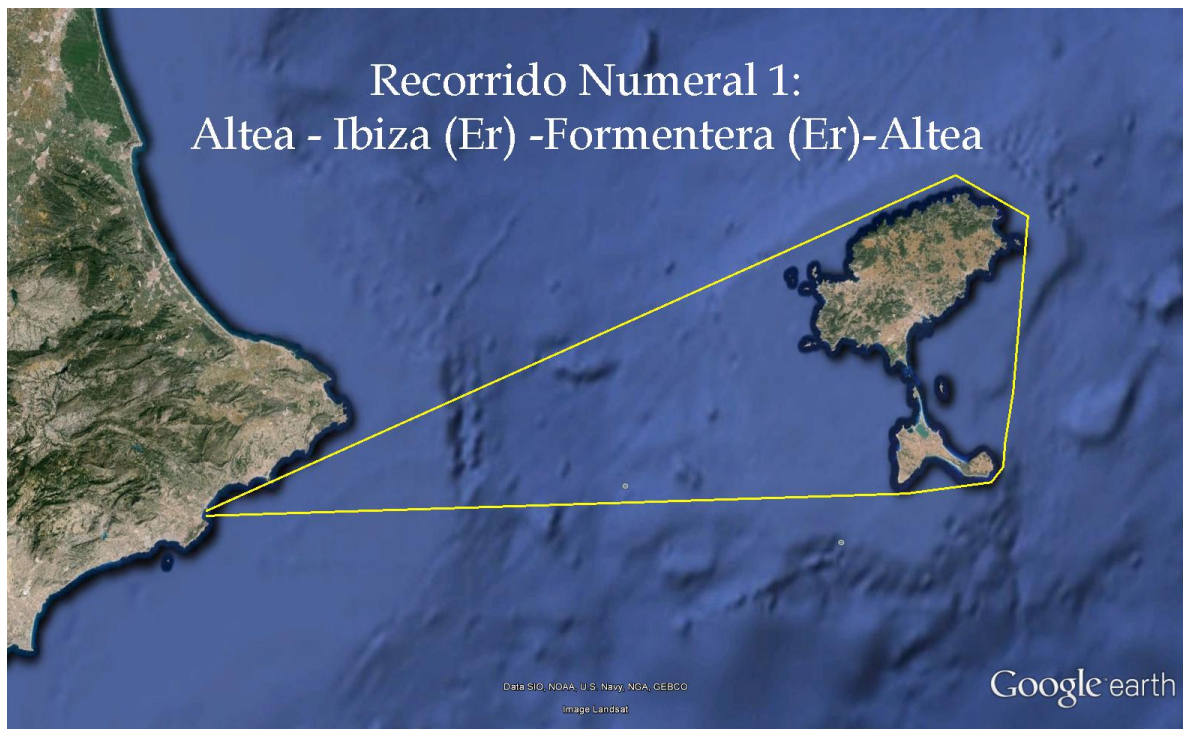 Recorrido Numeral 1:
Altea - Ibiza (Er) -Formentera (Er)-Altea
Data SIO, NOAA, U.S. Navy, NGA, GEBCO
Image Landsat
Google earth